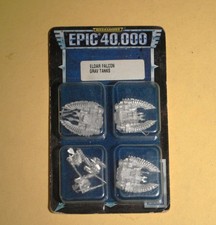 EPIC 40,000
ELDAR FALCON
GRAV TANKS